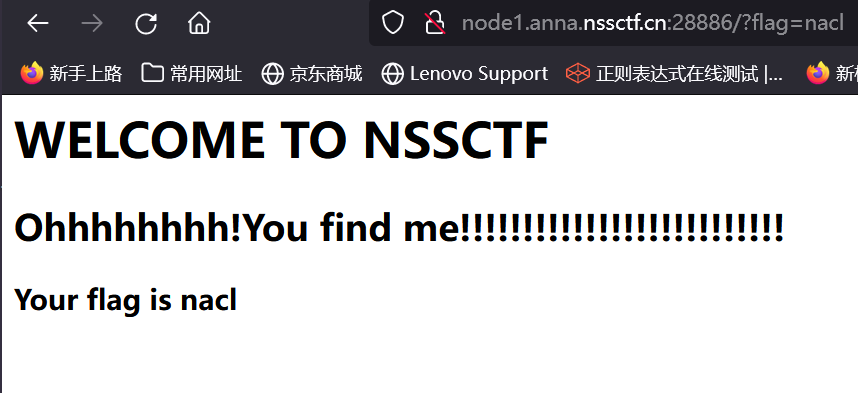 node1.anna.nssctf.cn:28886/?flag=nacl
新手上路 常用网址 京东商城 Lenovo Support 正则表达式在线测试 |...
WELCOME TO NSSCTF
Ohhhhhhhh!You find me!!!!!!!!!!!!!!!!!!!!!!!!!!
Your flag is nacl